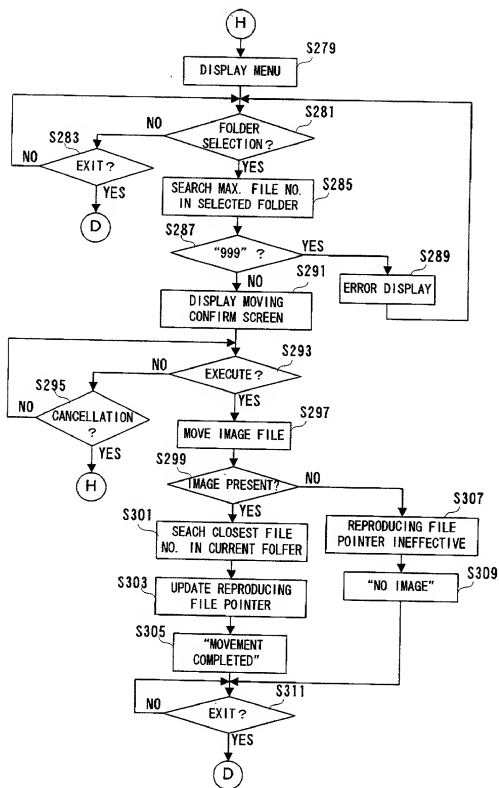 H
S279
DISPLAY MENU
S281
NO
FOLDER
SELECTION?
S283
NO
EXIT?
YES
YES
S285
SEARCH MAX. FILE NO.
IN SELECTED FOLDER
D
S287
"999" ?
YES
S289
NO
S291
ERROR DISPLAY
DISPLAY MOVING
CONFIRM SCREEN
S293
NO
EXECUTE?
S295
NO
CANCELLATION
?
YES
YES
S297
MOVE IMAGE FILE
H
S299
IMAGE PRESENT?
NO
YES
S301
S307
SEACH CLOSEST FILE
NO. IN CURRENT FOLFER
REPRODUCING FILE
POINTER INEFFECTIVE
S303
UPDATE REPRODUCING
FILE POINTER
S309
"NO IMAGE"
S305
"MOVEMENT
COMPLETED"
NO
S311
EXIT?
YES
D